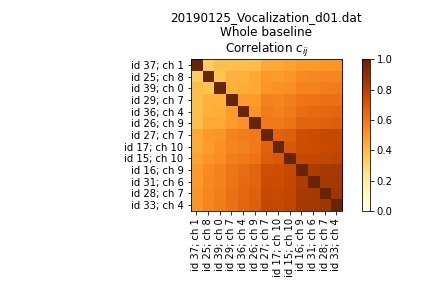 20190125_Vocalization_d01.dat
Whole baseline
Correlation c_ij
id 37; ch 1
id 25; ch 8
id 39; ch 0
id 29; ch 7
id 36; ch 4
id 26; ch 9
id 27; ch 7
id 17; ch 10
id 15; ch 10
id 16; ch 9
id 31; ch 6
id 28; ch 7
id 33; ch 4
1.0
0.8
0.6
0.4
0.2
0.0
id 37; ch 1
id 25; ch 8
id 39; ch 0
id 29; ch 7
id 36; ch 4
id 26; ch 9
id 27; ch 7
id 17; ch 10
id 15; ch 10
id 16; ch 9
id 31; ch 6
id 28; ch 7
id 33; ch 4